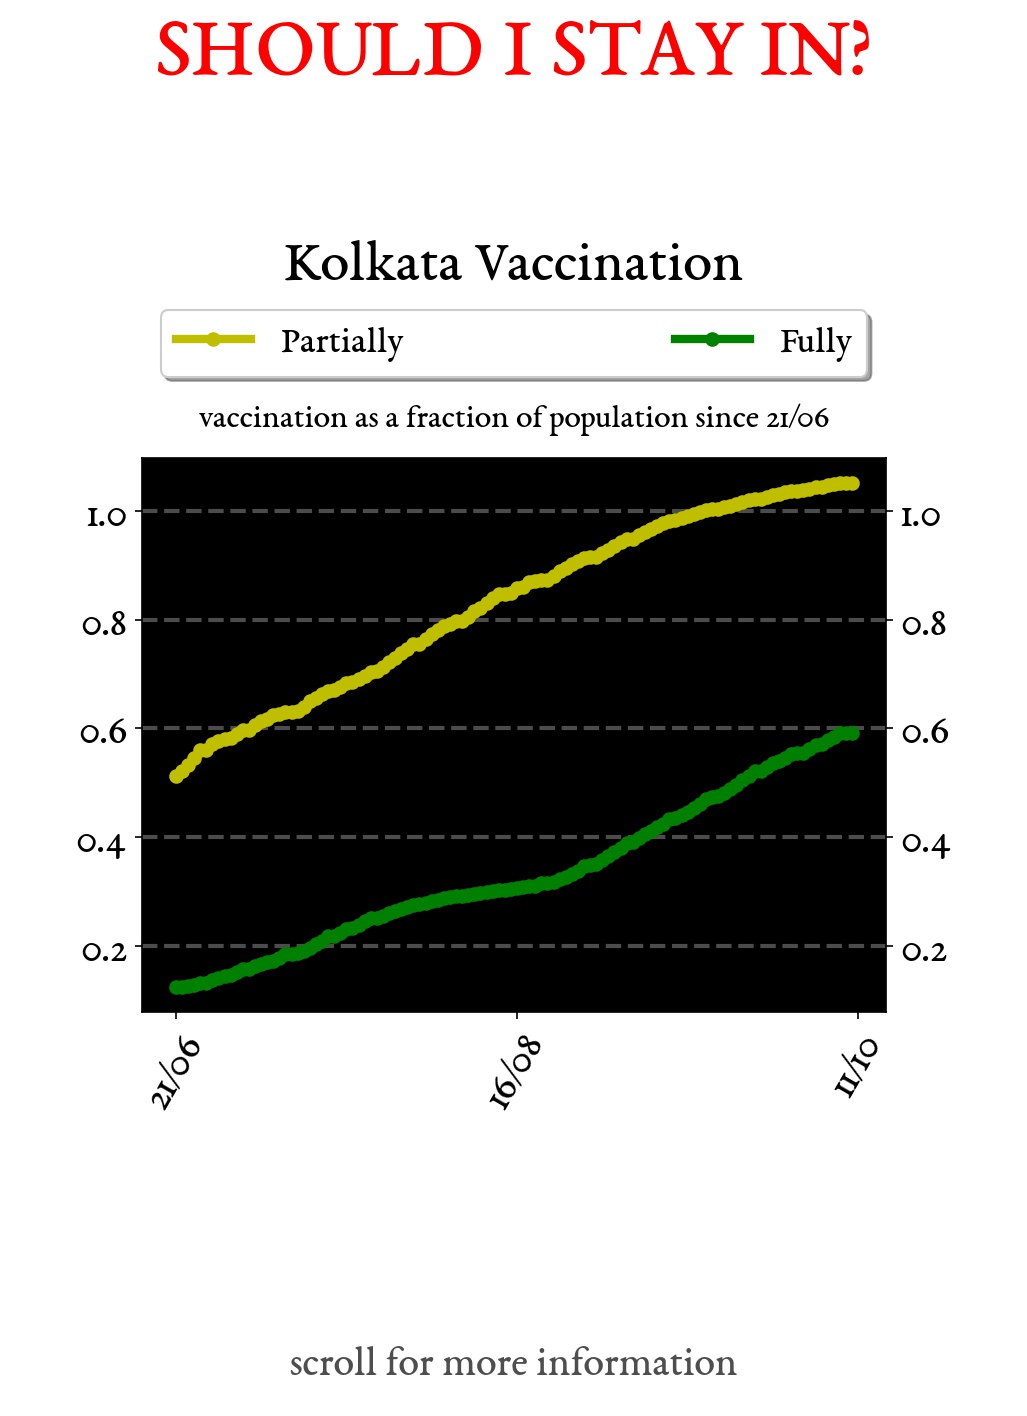 SHOULD I STAY IN?
Kolkata Vaccination
Partially Fully
vaccination as a fraction of population since 21/06
1.0 1.0
0.8 0.8
0.6 0.6
0.4 0.4
0.2 0.2
21/06 16/08 11/10
scroll for more information